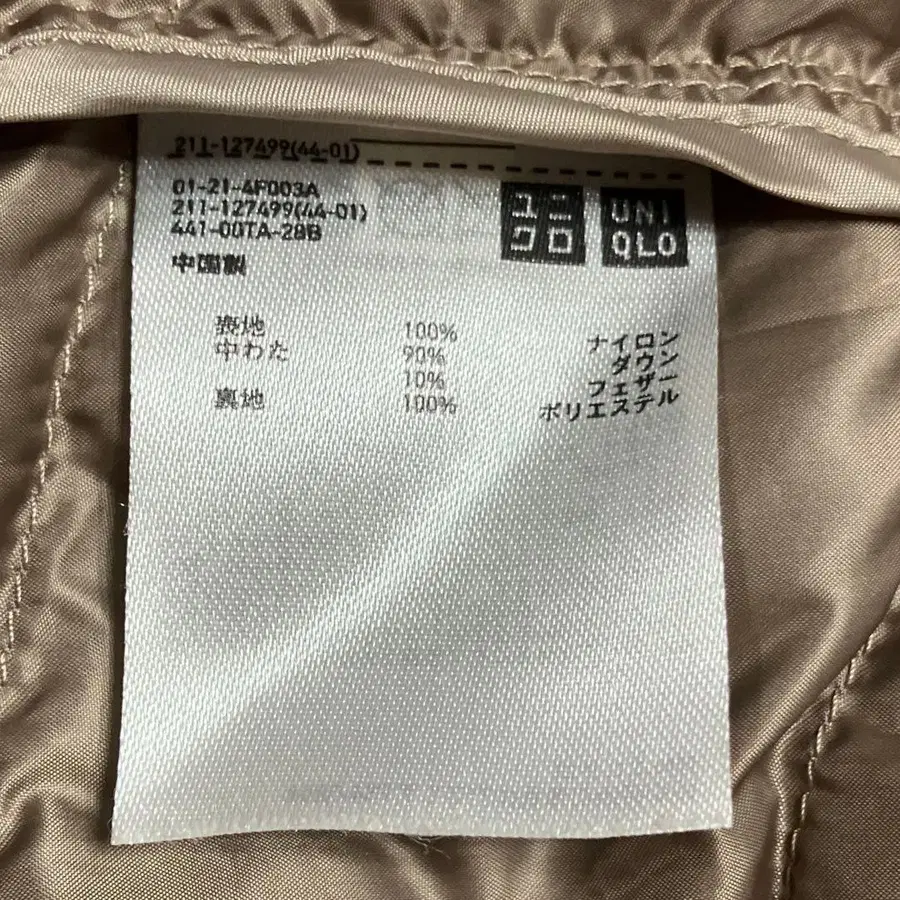 211-127499(44-01)
01-21-4F003A
211-127499(44-01)
441-00TA-28B
中国製
ユニクロ
UNIQLO
表地 100% ナイロン
中わた 90% ダウン
10% フェザー
裏地 100% ポリエステル